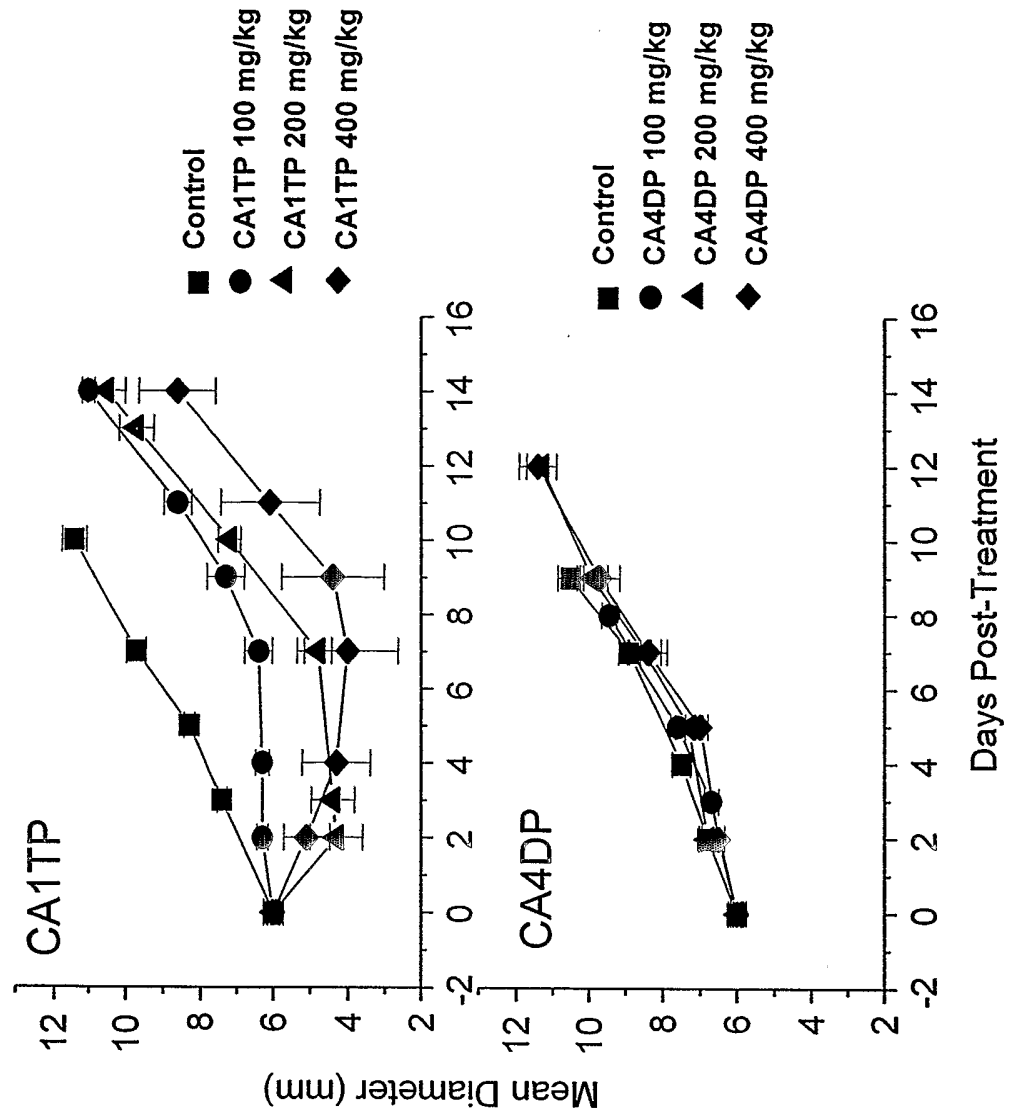 CA1TP
Control
CA1TP 100 mg/kg
CA1TP 200 mg/kg
CA1TP 400 mg/kg
12
10
8
6
4
2
-2
0
2
4
6
8
10
12
14
16
CA4DP
Control
CA4DP 100 mg/kg
CA4DP 200 mg/kg
CA4DP 400 mg/kg
12
10
8
6
4
2
-2
0
2
4
6
8
10
12
14
16
Mean Diameter (mm)
Days Post-Treatment